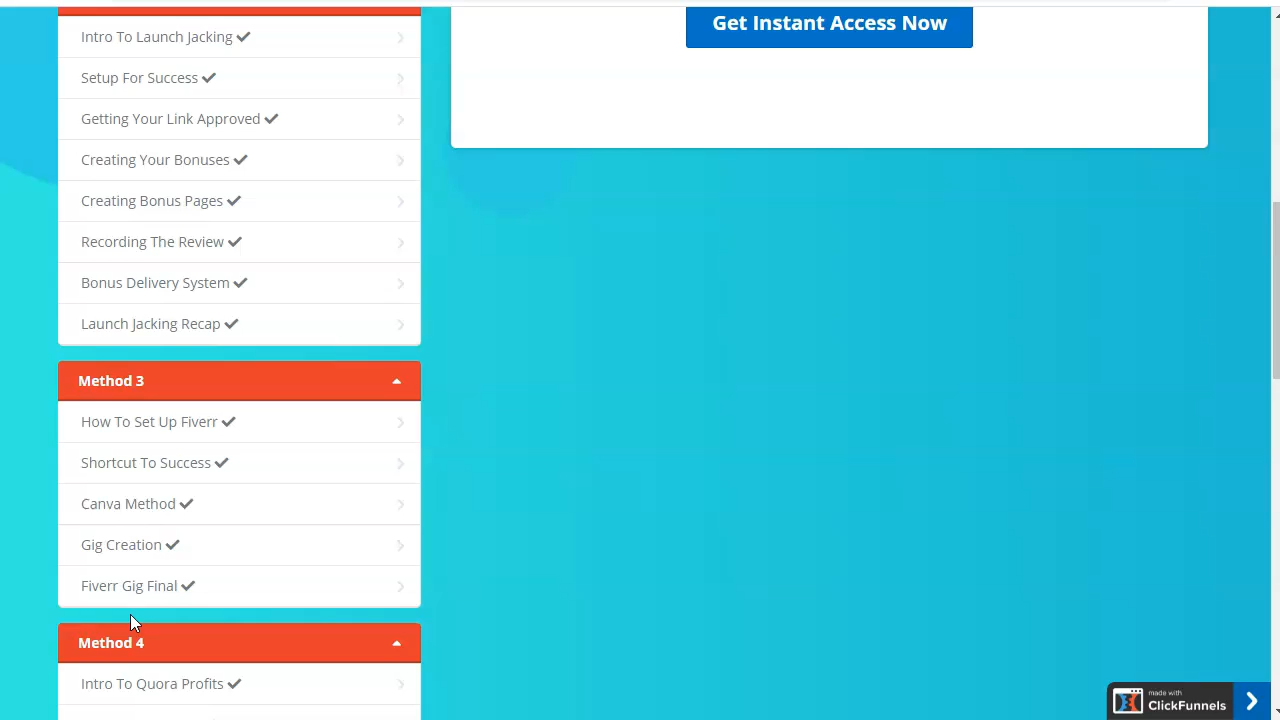 Get Instant Access Now
Intro To Launch Jacking
Setup For Success
Getting Your Link Approved
Creating Your Bonuses
Creating Bonus Pages
Recording The Review
Bonus Delivery System
Launch Jacking Recap
Method 3
How To Set Up Fiverr
Shortcut To Success
Canva Method
Gig Creation
Fiverr Gig Final
Method 4
Intro To Quora Profits
made with
ClickFunnels